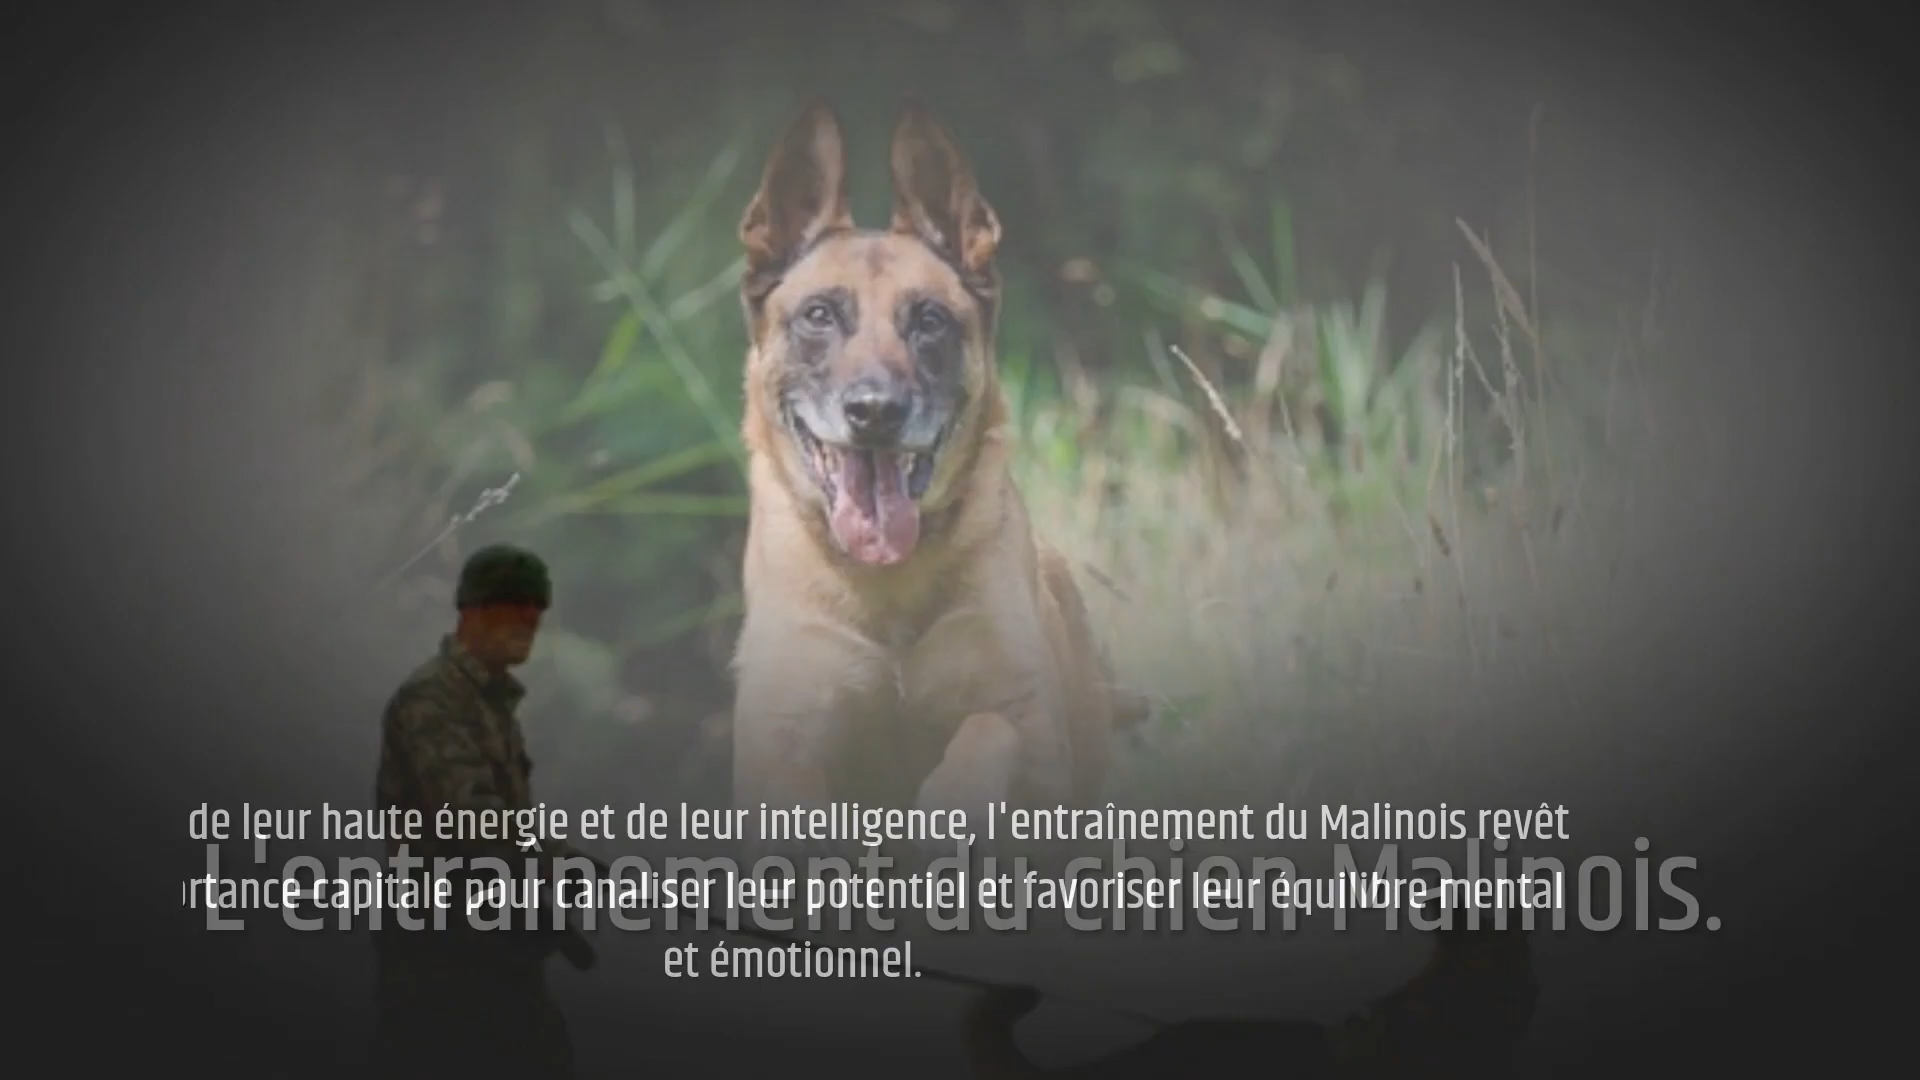 de leur haute énergie et de leur intelligence, l'entraînement du Malinois revêt
L'entraînement du chien Malinois.
rtance capitale pour canaliser leur potentiel et favoriser leur équilibre mental
et émotionnel.